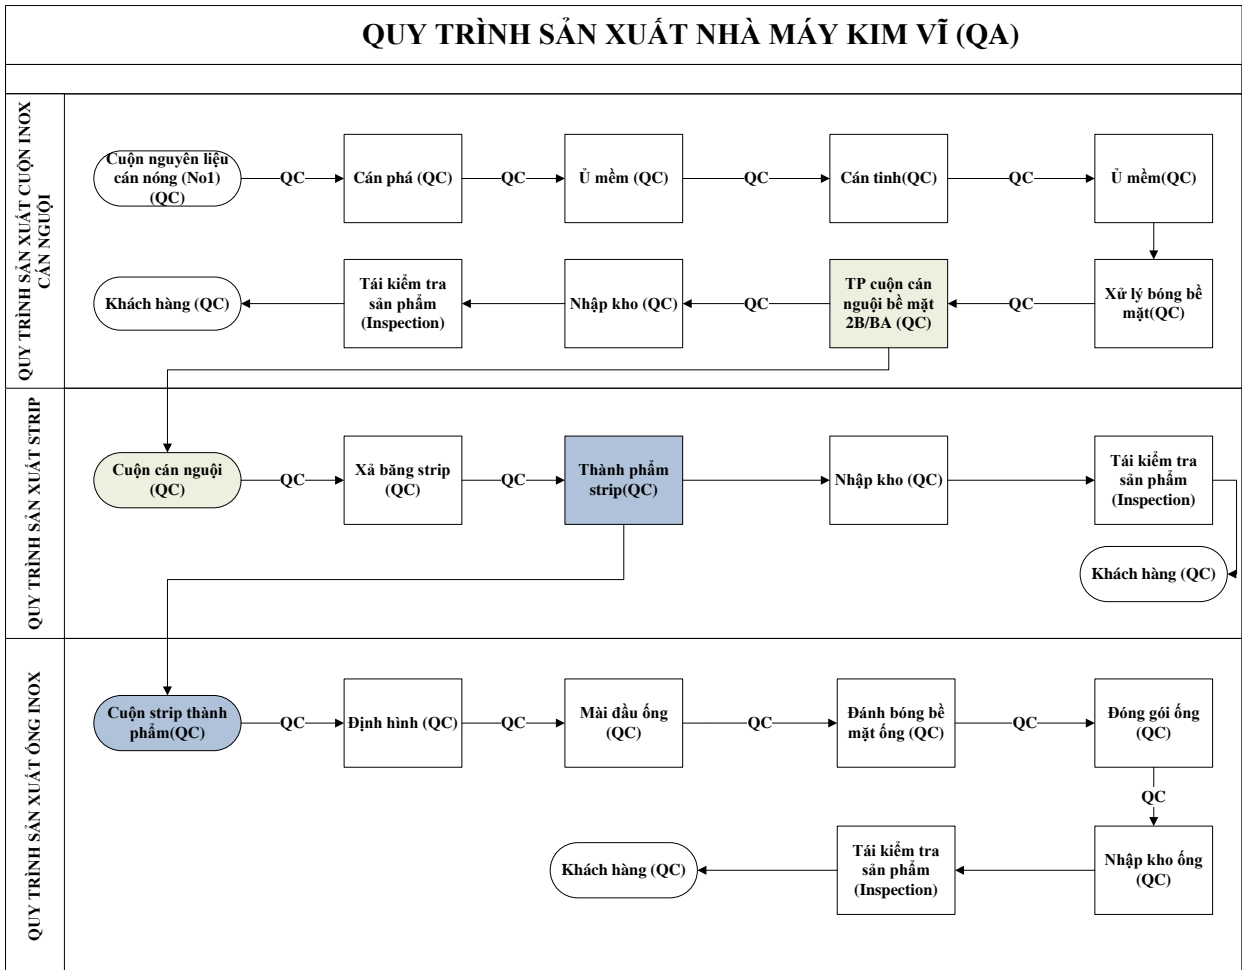 QUY TRÌNH SẢN XUẤT NHÀ MÁY KIM VĨ (QA)
QUY TRÌNH SẢN XUẤT CUỘN INOX
CÁN NGUỘI
Cuộn nguyên liệu
cán nóng (No1)
(QC)
QC
Cán phá (QC)
QC
Ủ mềm (QC)
QC
Cán tinh(QC)
QC
Ủ mềm(QC)
Khách hàng (QC)
Tái kiểm tra
sản phẩm
(Inspection)
Nhập kho (QC)
QC
TP cuộn cán
nguội bề mặt
2B/BA (QC)
QC
Xử lý bóng bề
mặt(QC)
QUY TRÌNH SẢN XUẤT STRIP
Cuộn cán nguội
(QC)
QC
Xả băng strip
(QC)
QC
Thành phẩm
strip(QC)
Nhập kho (QC)
Tái kiểm tra
sản phẩm
(Inspection)
Khách hàng (QC)
QUY TRÌNH SẢN XUẤT ỐNG INOX
Cuộn strip thành
phẩm(QC)
QC
Định hình (QC)
QC
Mài đầu ống
(QC)
QC
Đánh bóng bề
mặt ống (QC)
QC
Đóng gói ống
(QC)
QC
Khách hàng (QC)
Tái kiểm tra
sản phẩm
(Inspection)
Nhập kho ống
(QC)